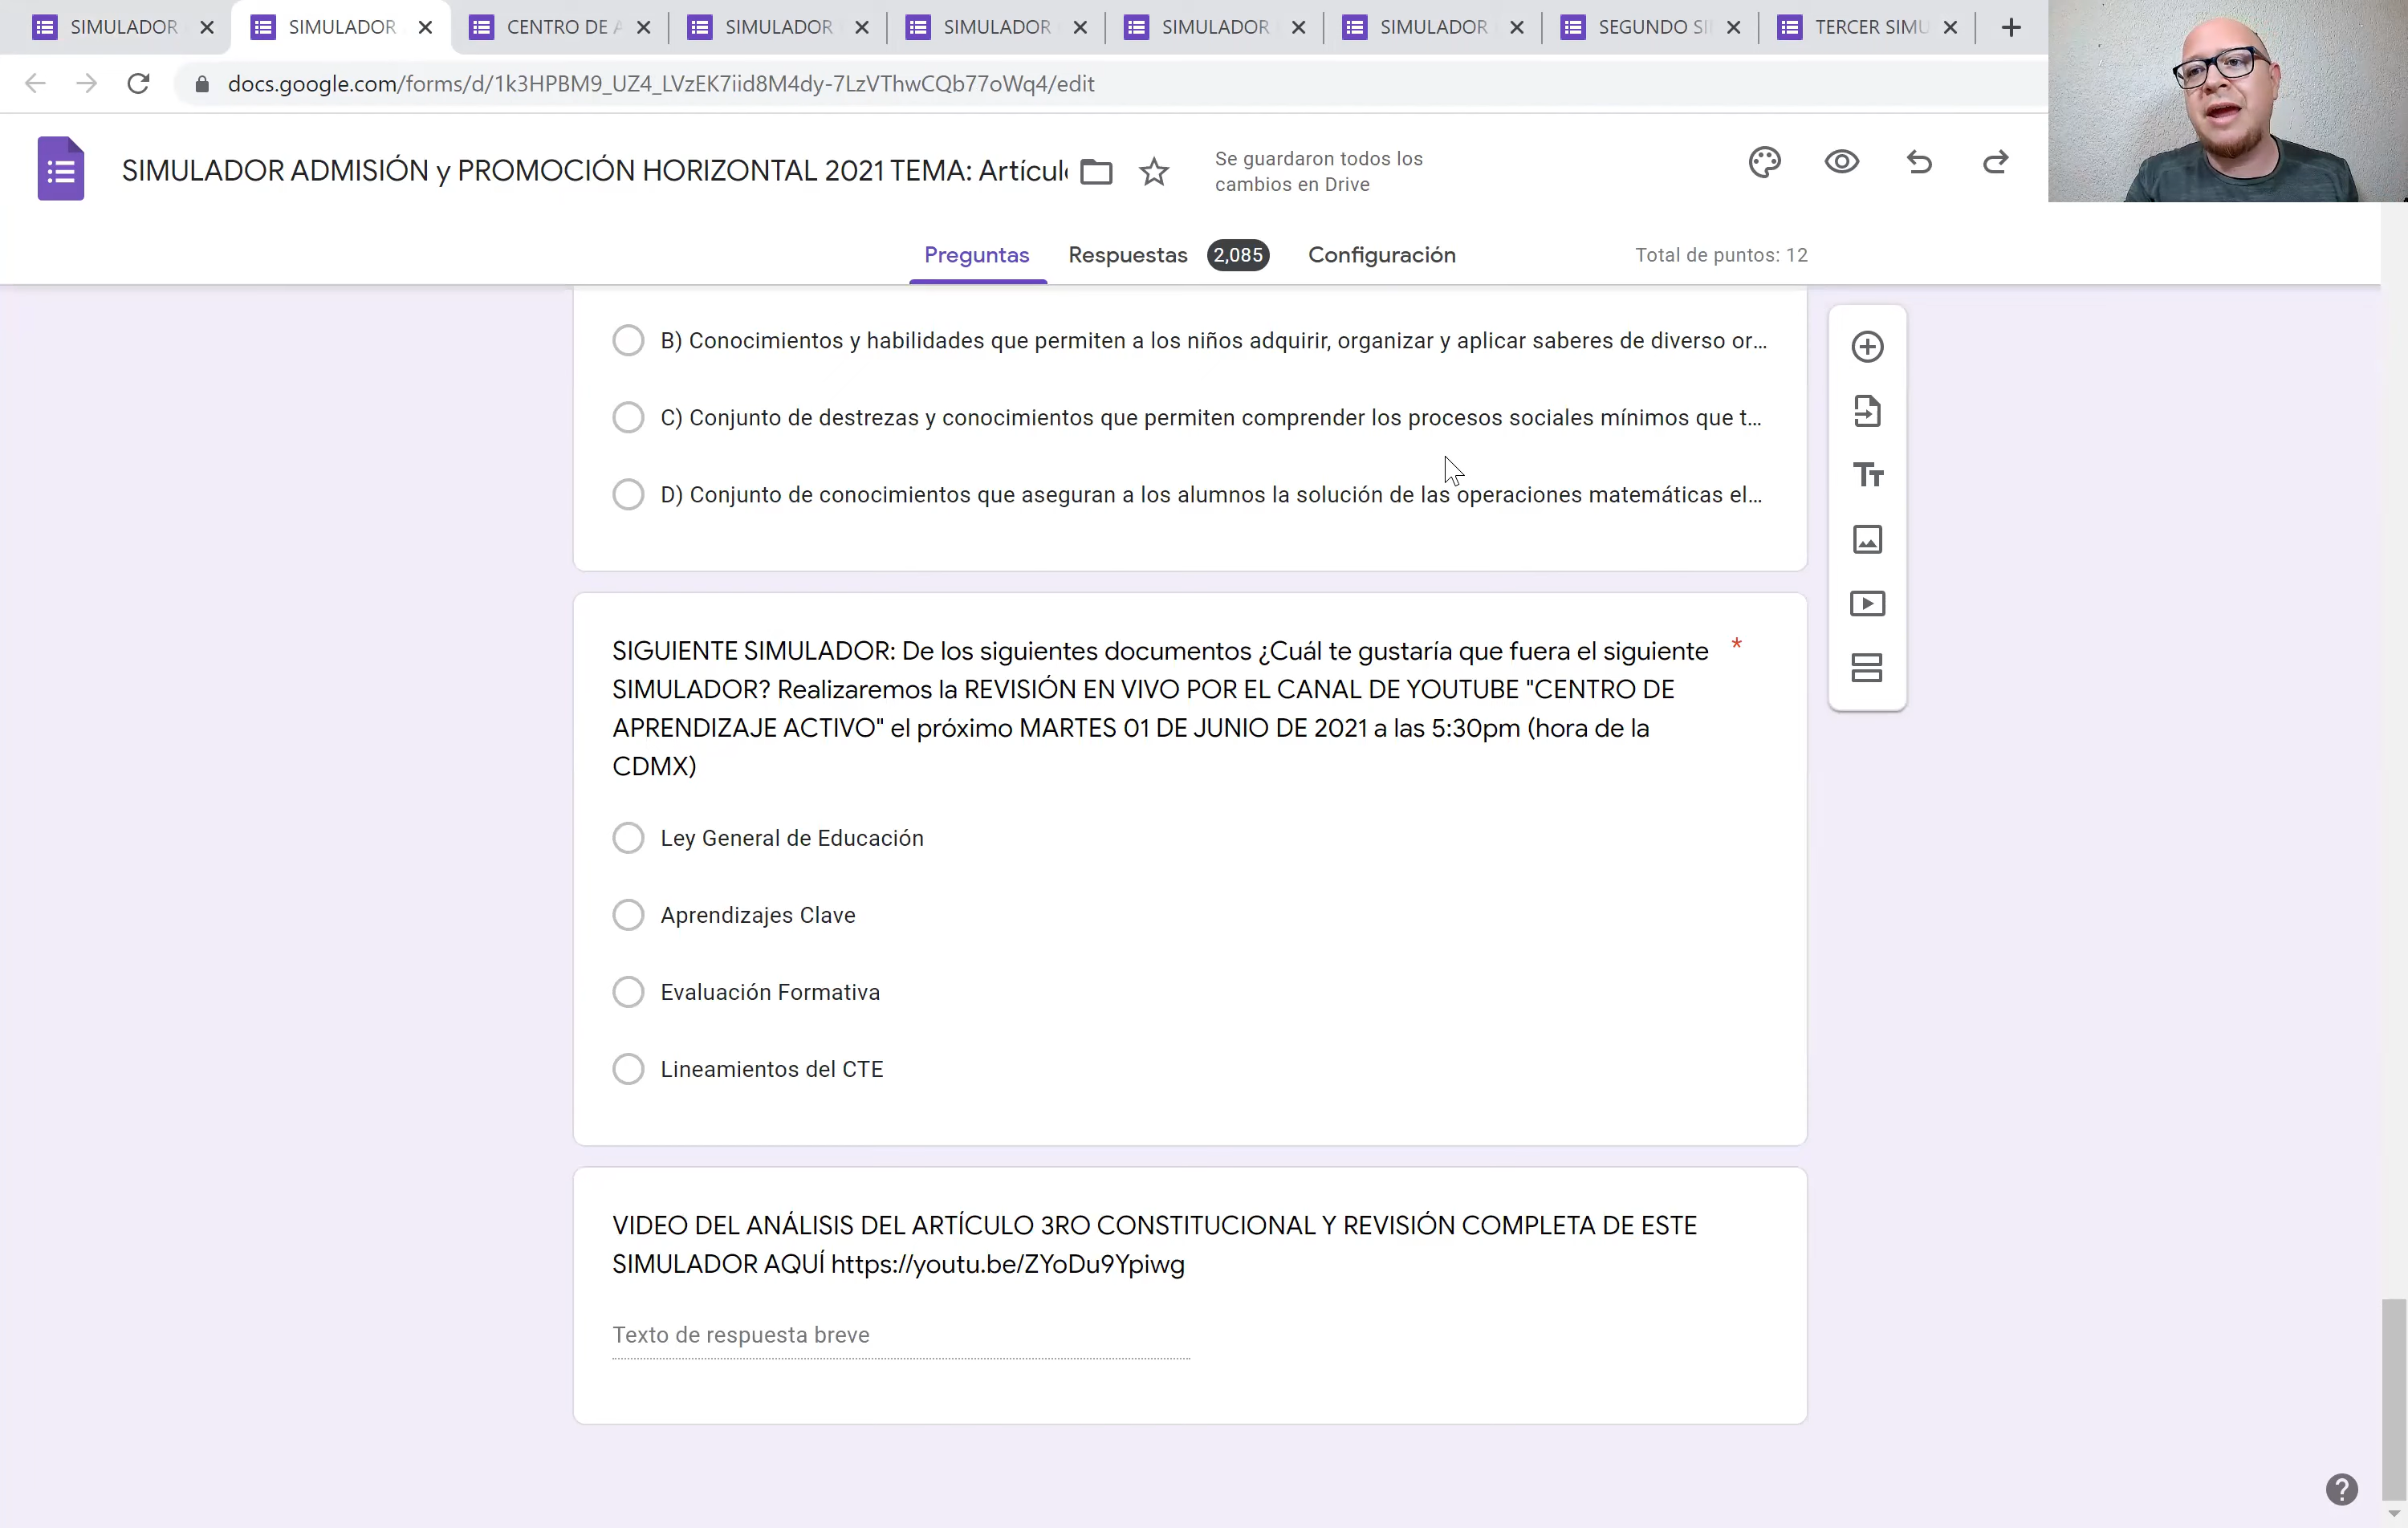 SIMULADOR
SIMULADOR
CENTRO DE A
SIMULADOR
SIMULADOR
SIMULADOR
SIMULADOR
SEGUNDO SI
TERCER SIMU
docs.google.com/forms/d/1k3HPBM9_UZ4_LVzEK7iid8M4dy-7LzVThwCQb77oWq4/edit
SIMULADOR ADMISIÓN y PROMOCIÓN HORIZONTAL 2021 TEMA: Artícul
Se guardaron todos los
cambios en Drive
Preguntas
Respuestas 2,085
Configuración
Total de puntos: 12
B) Conocimientos y habilidades que permiten a los niños adquirir, organizar y aplicar saberes de diverso or...
C) Conjunto de destrezas y conocimientos que permiten comprender los procesos sociales mínimos que t...
D) Conjunto de conocimientos que aseguran a los alumnos la solución de las operaciones matemáticas el...
SIGUIENTE SIMULADOR: De los siguientes documentos ¿Cuál te gustaría que fuera el siguiente *
SIMULADOR? Realizaremos la REVISIÓN EN VIVO POR EL CANAL DE YOUTUBE "CENTRO DE
APRENDIZAJE ACTIVO" el próximo MARTES 01 DE JUNIO DE 2021 a las 5:30pm (hora de la
CDMX)
Ley General de Educación
Aprendizajes Clave
Evaluación Formativa
Lineamientos del CTE
VIDEO DEL ANÁLISIS DEL ARTÍCULO 3RO CONSTITUCIONAL Y REVISIÓN COMPLETA DE ESTE
SIMULADOR AQUÍ https://youtu.be/ZYoDu9Ypiwg
Texto de respuesta breve